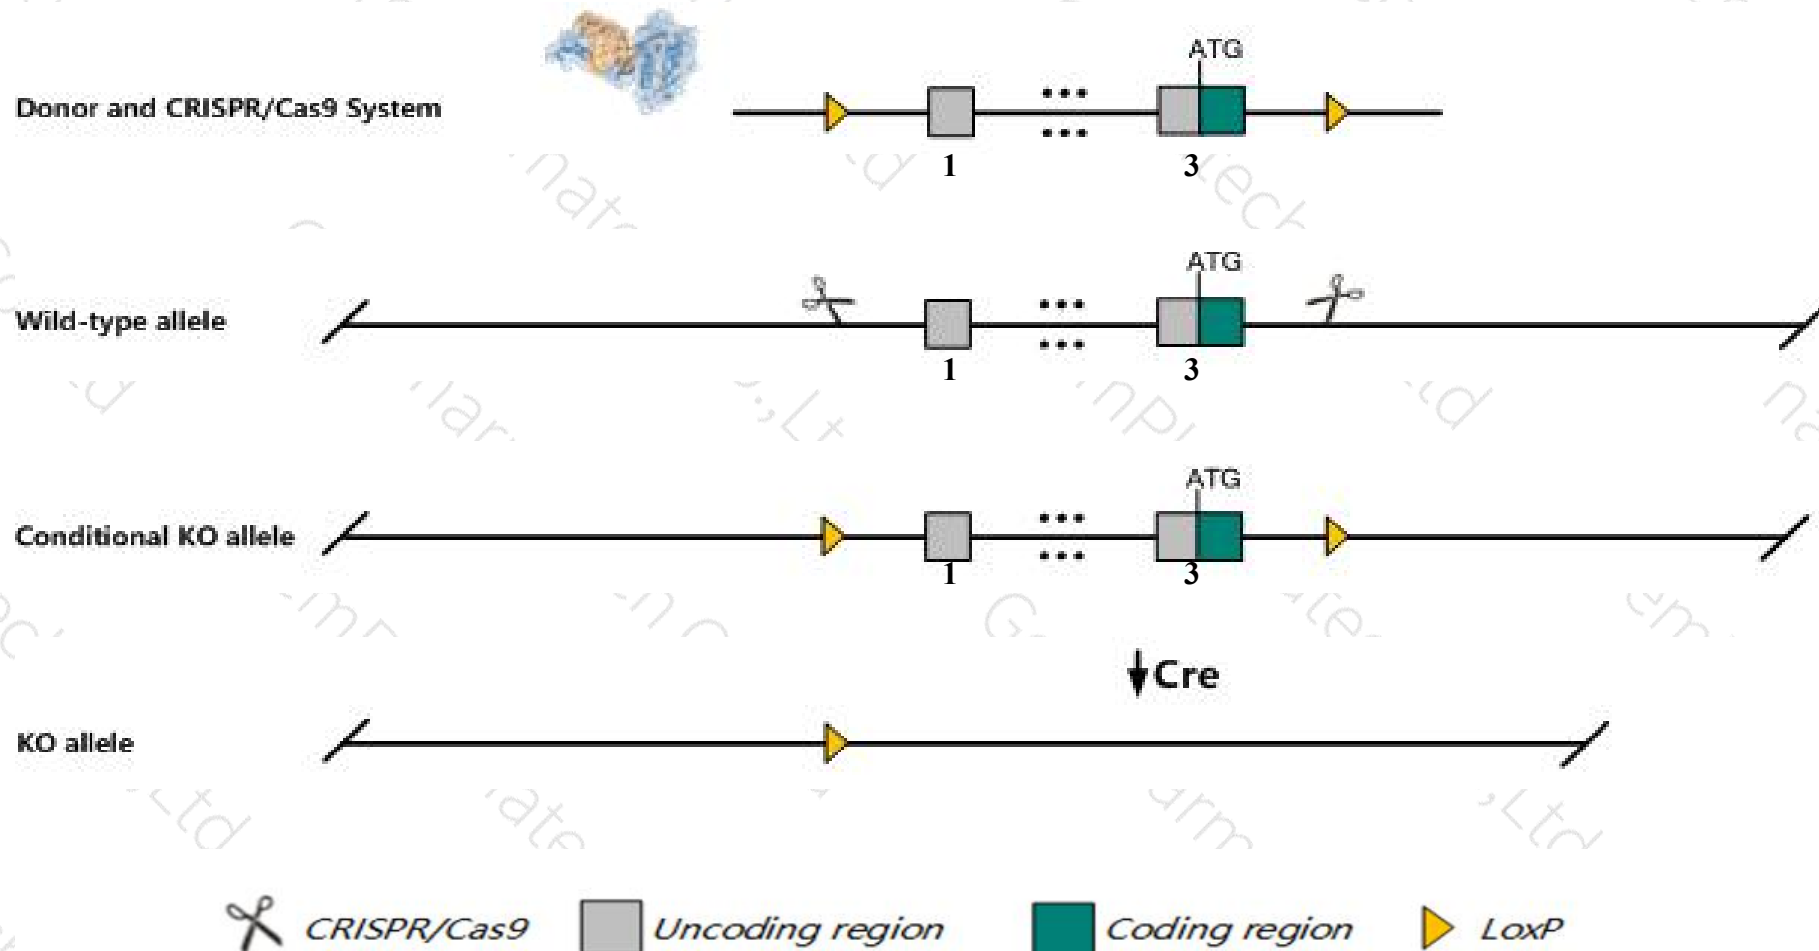 ATG
Donor and CRISPR/Cas9 System
1
3
ATG
Wild-type allele
1
3
ATG
Conditional KO allele
1
3
Cre
KO allele
CRISPR/Cas9
Uncoding region
Coding region
LoxP